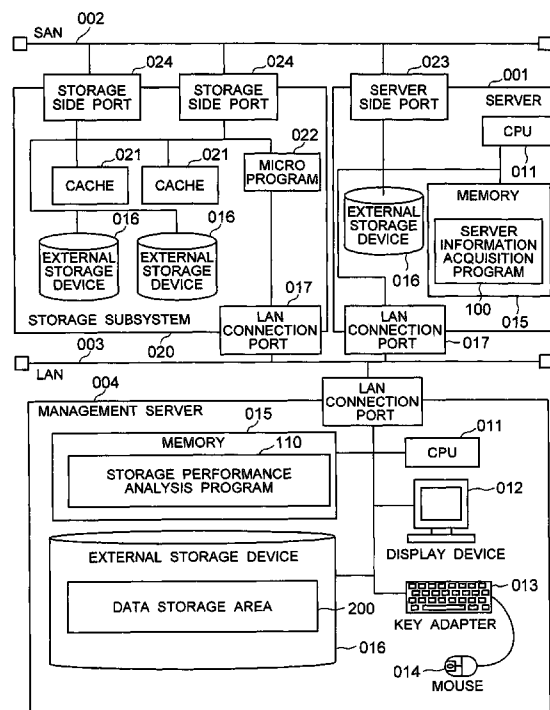 002
SAN
024
024
023
001
STORAGE
SIDE PORT
STORAGE
SIDE PORT
SERVER
SIDE PORT
SERVER
CPU
011
021
021
022
CACHE
CACHE
MICRO
PROGRAM
016
016
EXTERNAL
STORAGE
DEVICE
EXTERNAL
STORAGE
DEVICE
EXTERNAL
STORAGE
DEVICE
016
MEMORY
SERVER
INFORMATION
ACQUISITION
PROGRAM
100
015
STORAGE SUBSYSTEM
020
017
LAN
CONNECTION
PORT
LAN
CONNECTION
PORT
017
003
LAN
004
MANAGEMENT SERVER
LAN
CONNECTION
PORT
015
MEMORY
110
STORAGE PERFORMANCE
ANALYSIS PROGRAM
011
CPU
012
DISPLAY DEVICE
EXTERNAL STORAGE DEVICE
DATA STORAGE AREA
200
016
013
KEY ADAPTER
014
MOUSE